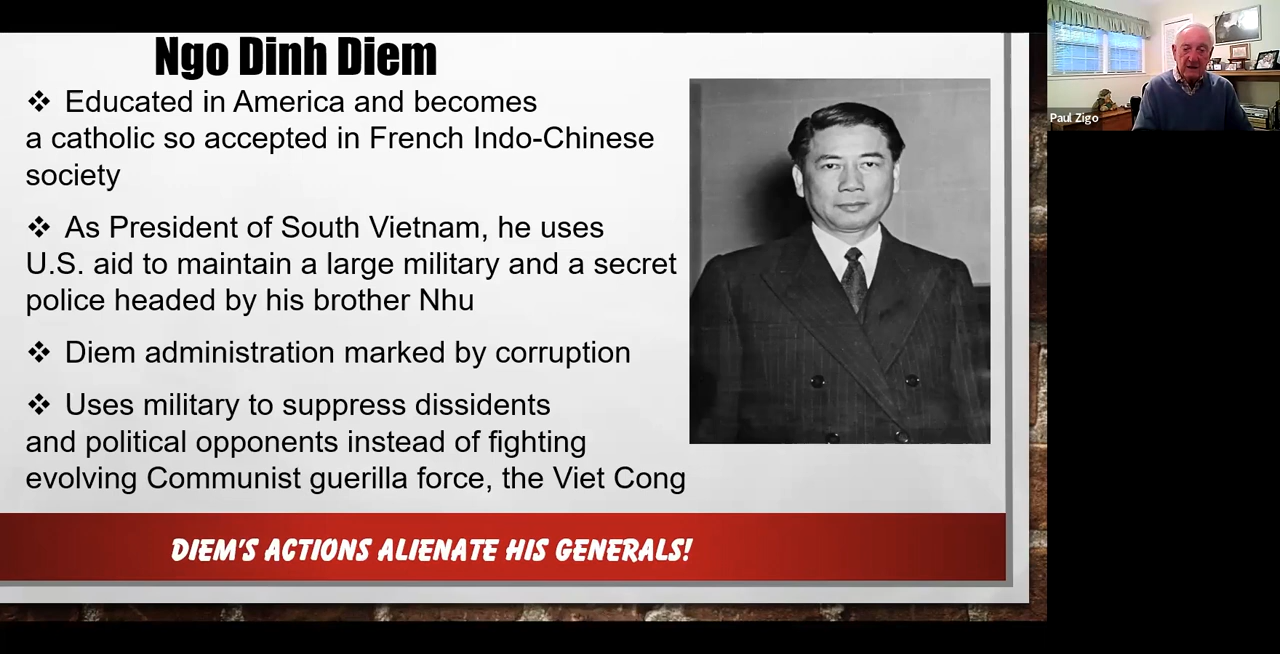 Ngo Dinh Diem
❖ Educated in America and becomes
a catholic so accepted in French Indo-Chinese
society
❖ As President of South Vietnam, he uses
U.S. aid to maintain a large military and a secret
police headed by his brother Nhu
❖ Diem administration marked by corruption
❖ Uses military to suppress dissidents
and political opponents instead of fighting
evolving Communist guerilla force, the Viet Cong
DIEM'S ACTIONS ALIENATE HIS GENERALS!
Paul Zigo